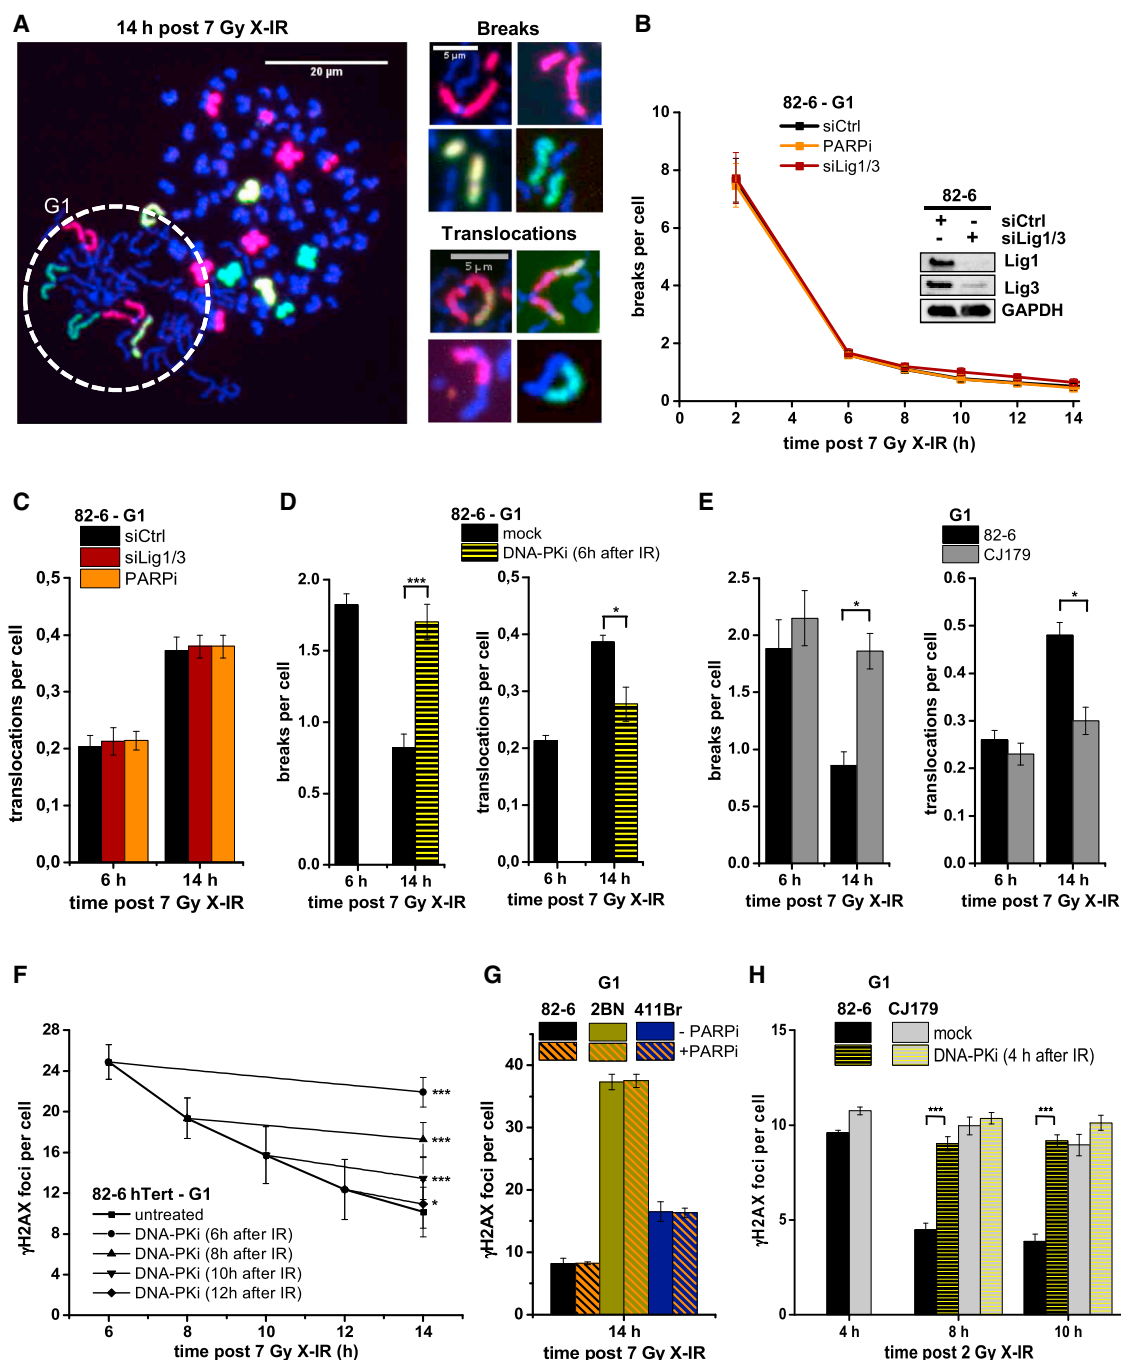 A
14 h post 7 Gy X-IR
20 µm
G1
Breaks
5 µm
Translocations
5 µm
B
82-6 - G1
siCtrl
PARPi
siLig1/3
82-6
+ - siCtrl
- + siLig1/3
Lig1
Lig3
GAPDH
breaks per cell
10
8
6
4
2
0
0 2 4 6 8 10 12 14
time post 7 Gy X-IR (h)
C
82-6 - G1
siCtrl
siLig1/3
PARPi
translocations per cell
0,5
0,4
0,3
0,2
0,1
0,0
6 h 14 h
time post 7 Gy X-IR
D
82-6 - G1
mock
DNA-PKi (6h after IR)
breaks per cell
2.0
1.5
1.0
0.5
0.0
***
6 h 14 h
time post 7 Gy X-IR
translocations per cell
0,5
0,4
0,3
0,2
0,1
0,0
*
6 h 14 h
time post 7 Gy X-IR
E
G1
82-6
CJ179
breaks per cell
2.5
2.0
1.5
1.0
0.5
0.0
*
6 h 14 h
time post 7 Gy X-IR
translocations per cell
0.6
0.5
0.4
0.3
0.2
0.1
0.0
*
6 h 14 h
time post 7 Gy X-IR
F
γH2AX foci per cell
28
24
20
16
12
8
4
0
***
***
***
*
82-6 hTert - G1
untreated
DNA-PKi (6h after IR)
DNA-PKi (8h after IR)
DNA-PKi (10h after IR)
DNA-PKi (12h after IR)
6 8 10 12 14
time post 7 Gy X-IR (h)
G
G1
82-6 2BN 411Br
- PARPi
+PARPi
γH2AX foci per cell
40
30
20
10
0
14 h
time post 7 Gy X-IR
H
G1
82-6 CJ179
mock
DNA-PKi (4 h after IR)
γH2AX foci per cell
15
10
5
0
*** ***
4 h 8 h 10 h
time post 2 Gy X-IR